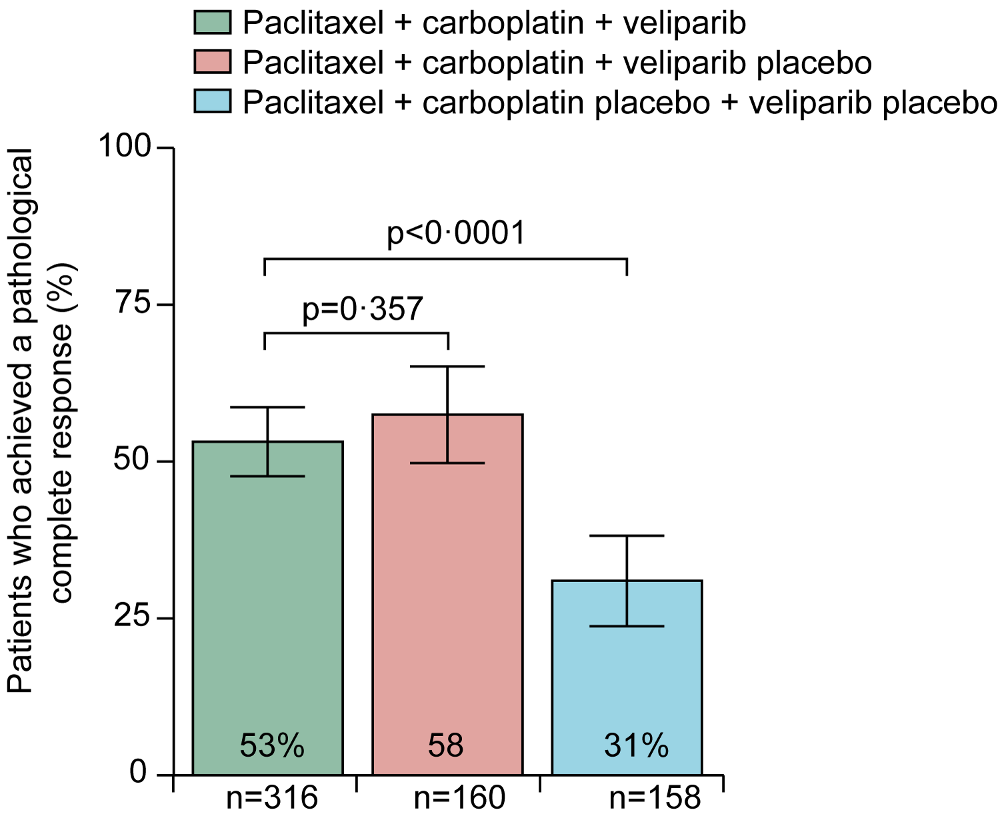 Paclitaxel + carboplatin + veliparib
Paclitaxel + carboplatin + veliparib placebo
Paclitaxel + carboplatin placebo + veliparib placebo
Patients who achieved a pathological
complete response (%)
100
75
50
25
0
p<0·0001
p=0·357
53%
58
31%
n=316
n=160
n=158